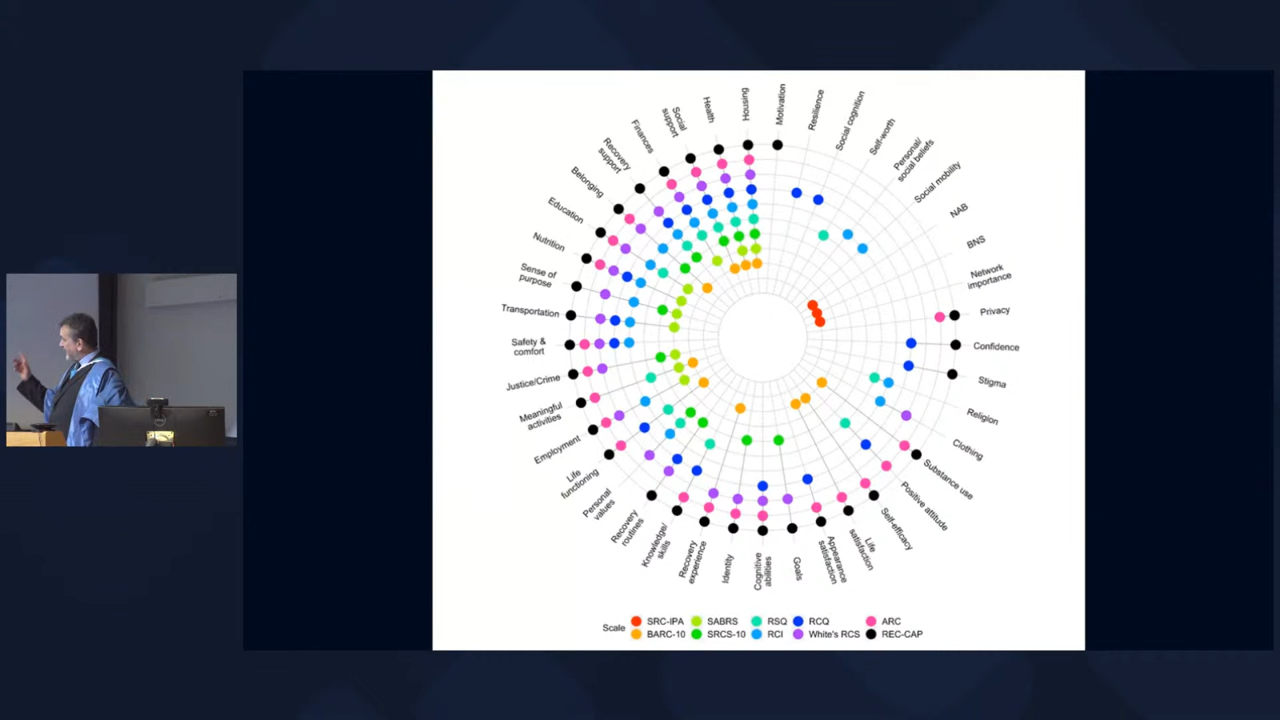 Housing
Motivation
Resilience
Social cognition
Self-worth
Personal/
social beliefs
Social mobility
NAB
BNS
Network
importance
Privacy
Confidence
Stigma
Religion
Clothing
Substance use
Positive attitude
Self-efficacy
Life
satisfaction
Appearance
satisfaction
Goals
Cognitive
abilities
Identity
Recovery
experience
Knowledge/
skills
Recovery
routines
Personal
values
Life
functioning
Employment
Meaningful
activities
Justice/Crime
Safety &
comfort
Transportation
Sense of
purpose
Nutrition
Education
Belonging
Recovery
support
Finances
Social
support
Health
Scale
SRC-IPA
SABRS
RSQ
RCQ
ARC
BARC-10
SRCS-10
RCI
White's RCS
REC-CAP